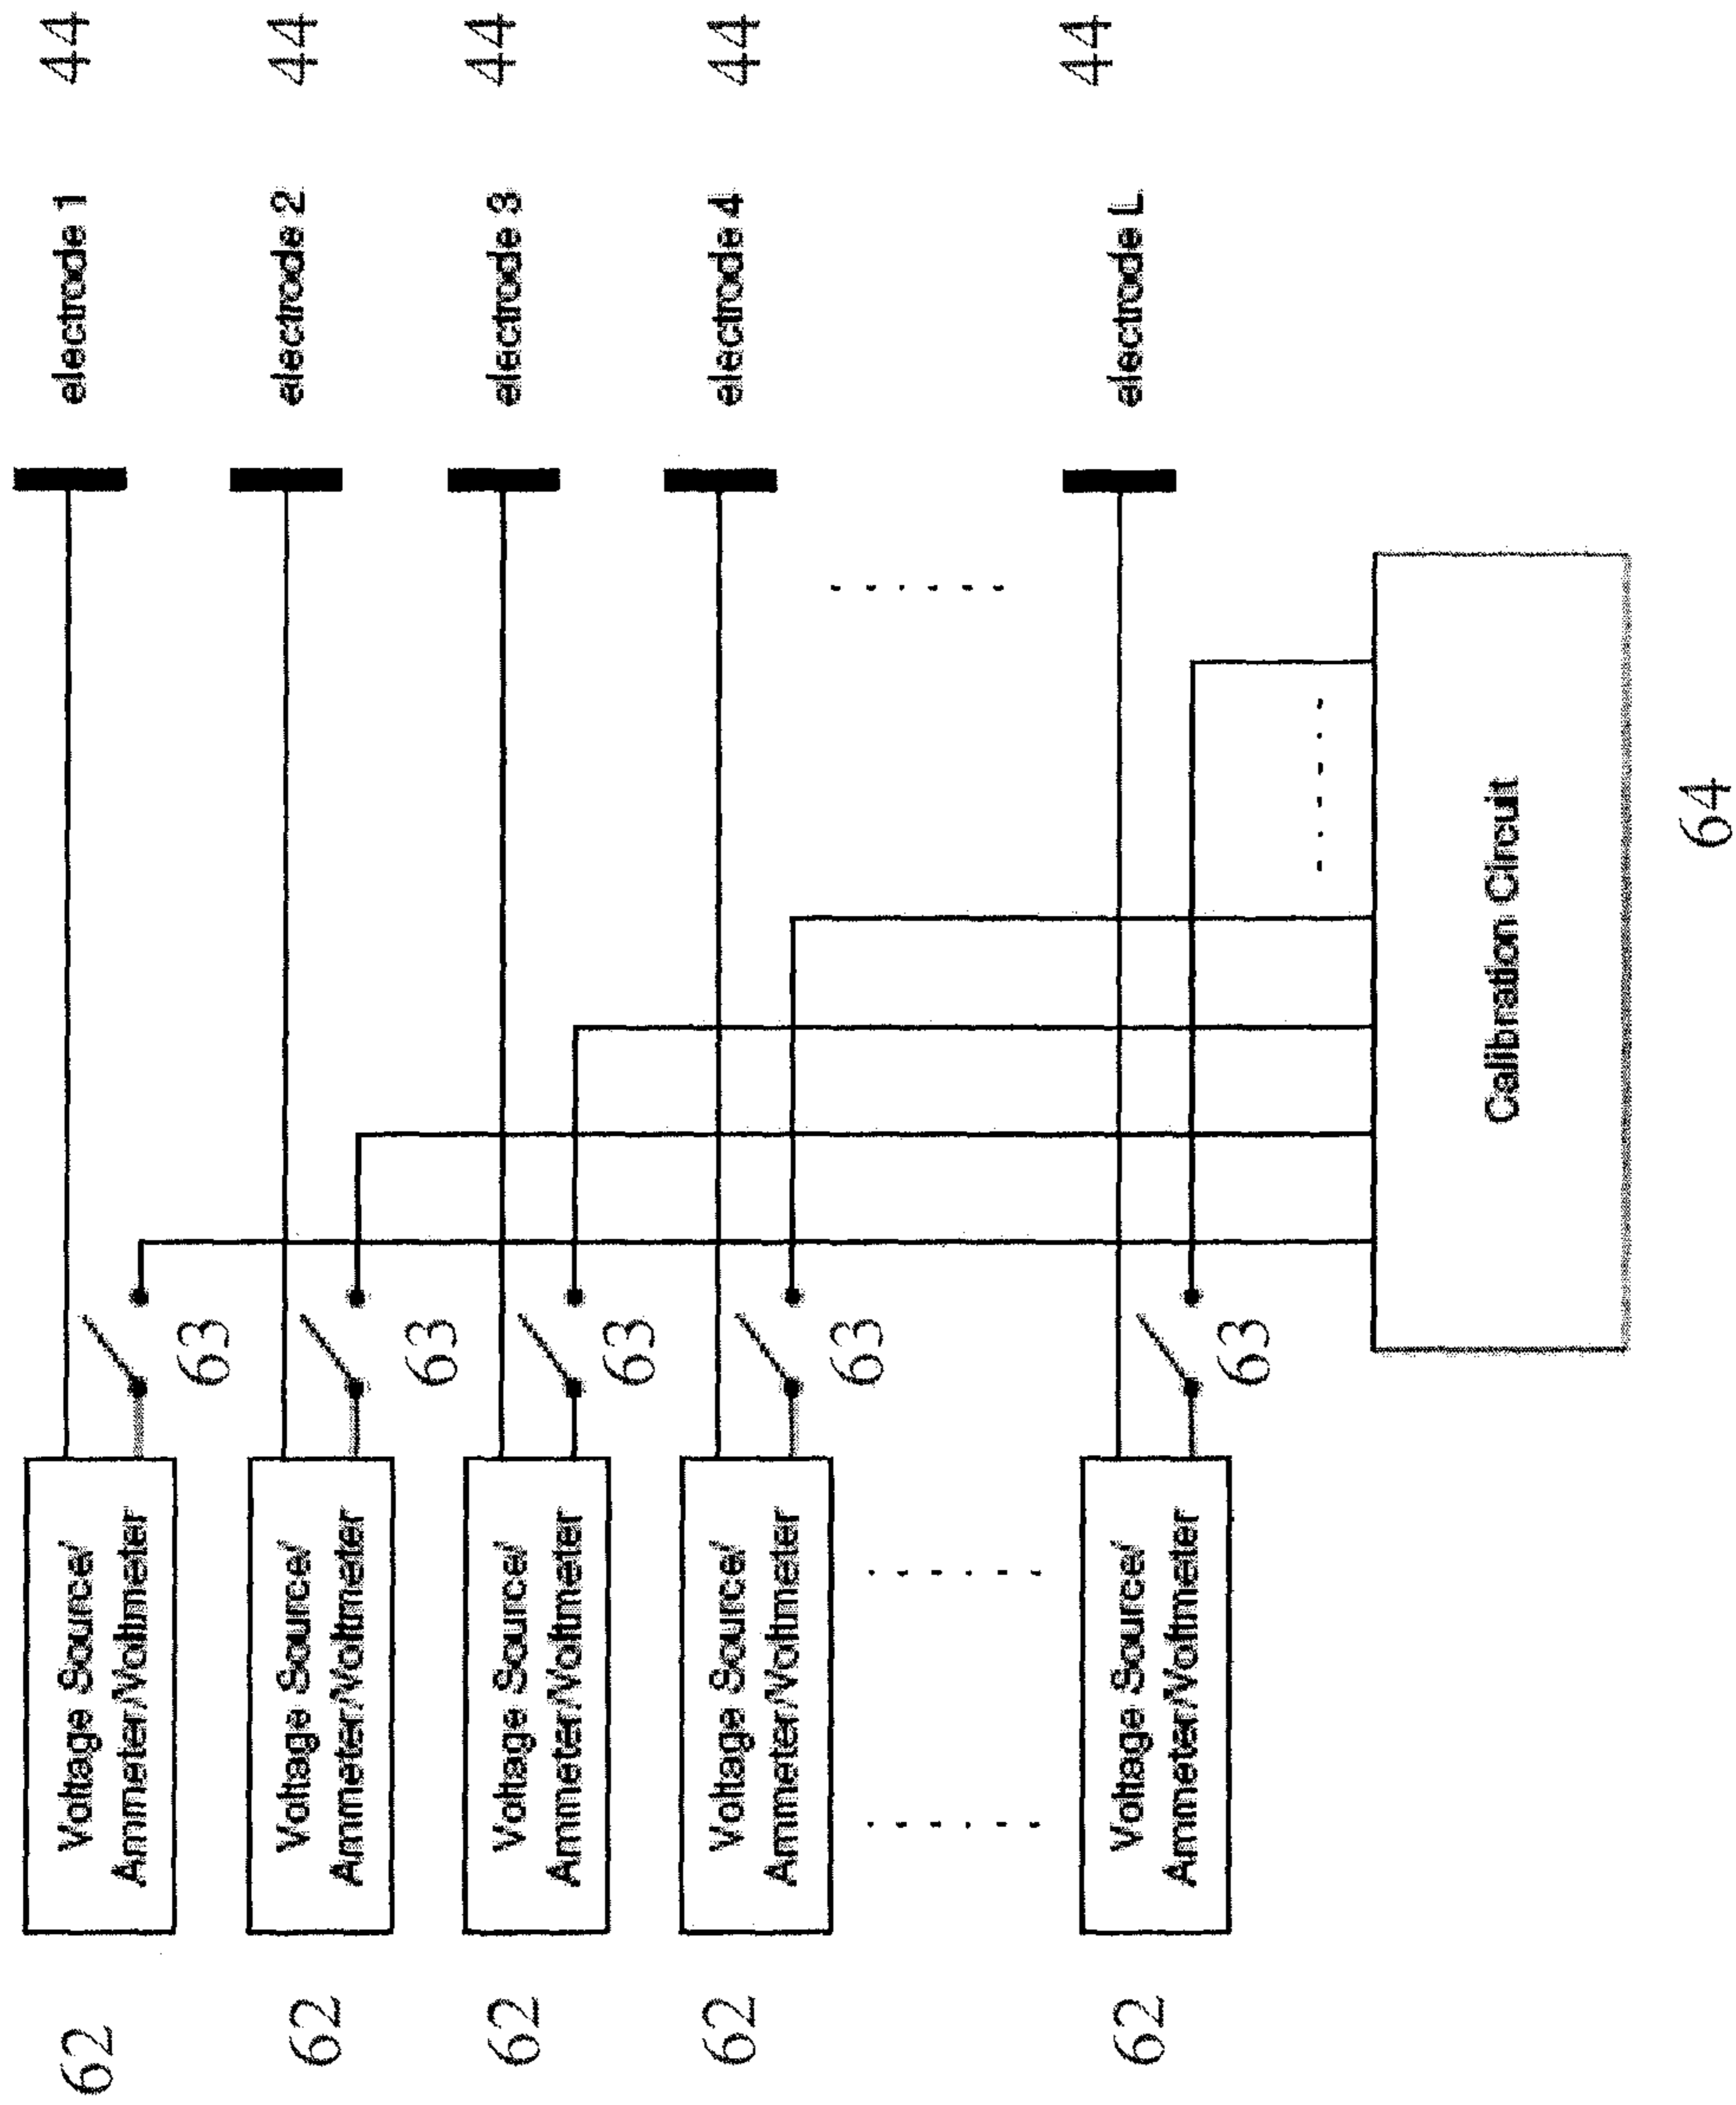 62
Voltage Source/
Ammeter/Voltmeter
63
electrode 1
44
62
Voltage Source/
Ammeter/Voltmeter
63
electrode 2
44
62
Voltage Source/
Ammeter/Voltmeter
63
electrode 3
44
62
Voltage Source/
Ammeter/Voltmeter
63
electrode 4
44
62
Voltage Source/
Ammeter/Voltmeter
63
electrode L
44
Calibration Circuit
64